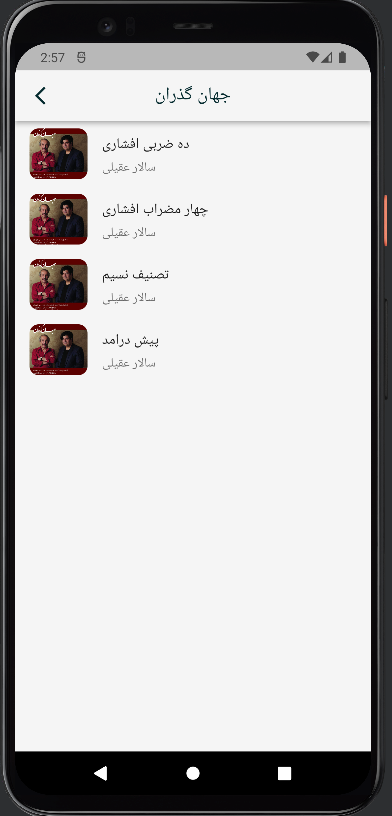 2:57
جهان گذران
ده ضربی افشاری
سالار عقیلی
چهار مضراب افشاری
سالار عقیلی
تصنیف نسیم
سالار عقیلی
پیش درامد
سالار عقیلی